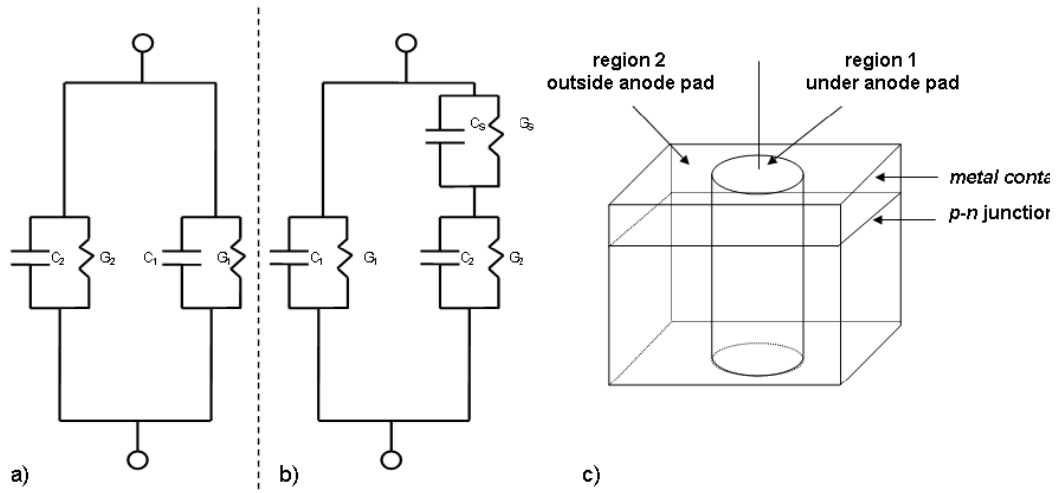 C₂
G₂
C₁
G₁
a)
Cₛ
Gₛ
C₁
G₁
C₂
G₂
b)
region 2
outside anode pad
region 1
under anode pad
metal conta
p-n junction
c)